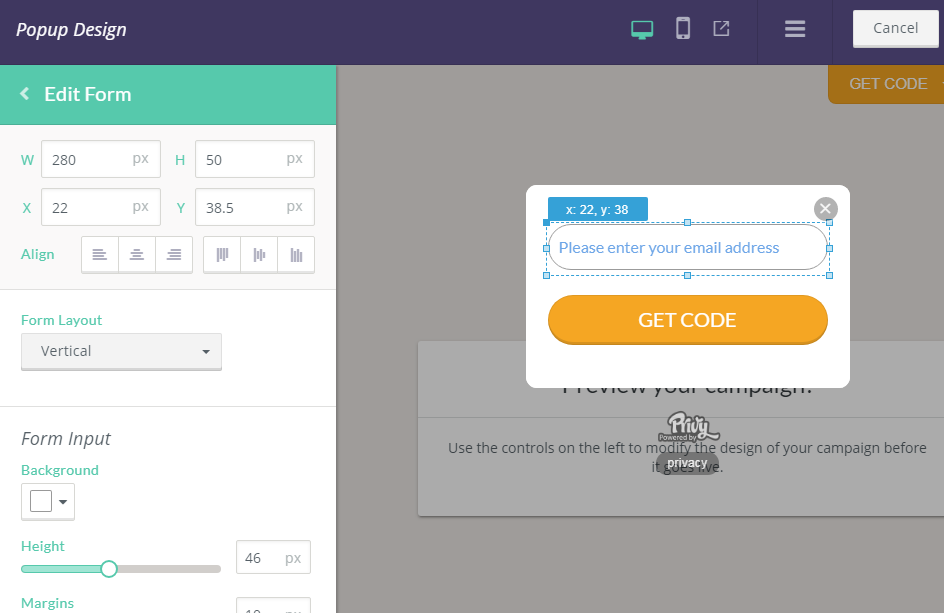 Popup Design
Cancel
Edit Form
GET CODE
W 280 px H 50 px
X 22 px Y 38.5 px
Align
x: 22, y: 38
Please enter your email address
GET CODE
Form Layout
Vertical
Preview your campaign!
Form Input
Privy
Powered by
Use the controls on the left to modify the design of your campaign before
it goes live.
privacy
Background
Height
46 px
Margins
10 px